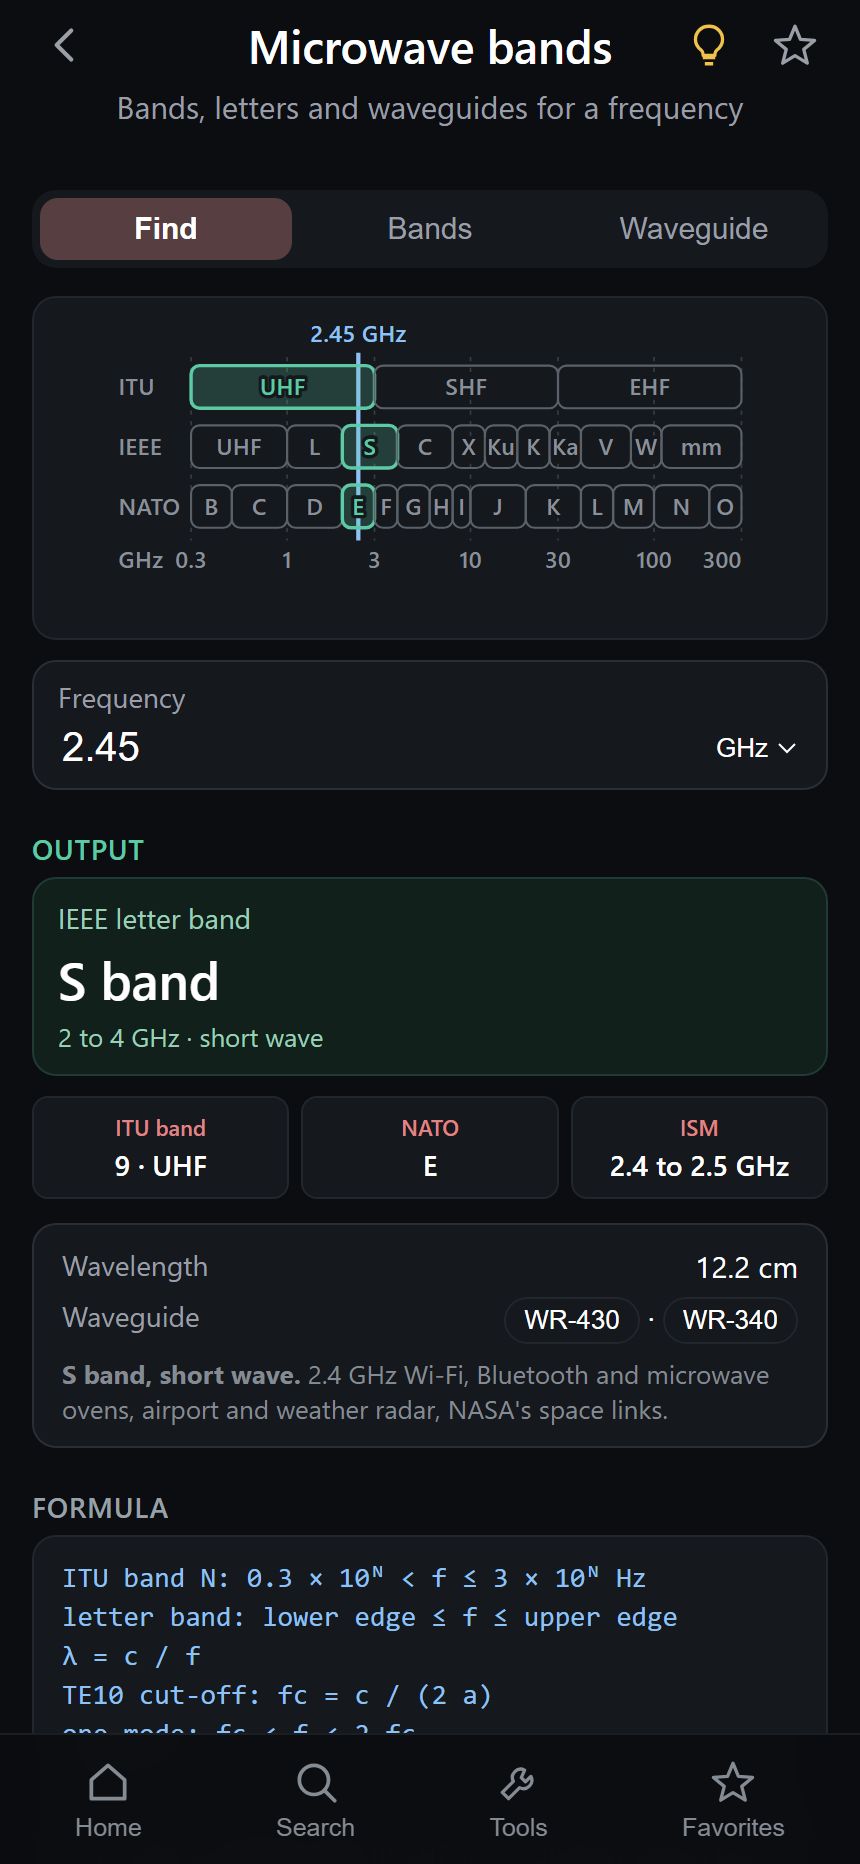 Microwave bands
Bands, letters and waveguides for a frequency
Find Bands Waveguide
2.45 GHz
ITU UHF SHF EHF
IEEE UHF L S C X Ku K Ka V W mm
NATO B C D E F G H I J K L M N O
GHz 0.3 1 3 10 30 100 300
Frequency
2.45 GHz
OUTPUT
IEEE letter band
S band
2 to 4 GHz · short wave
ITU band NATO ISM
9 · UHF E 2.4 to 2.5 GHz
Wavelength 12.2 cm
Waveguide WR-430 · WR-340
S band, short wave. 2.4 GHz Wi-Fi, Bluetooth and microwave
ovens, airport and weather radar, NASA's space links.
FORMULA
ITU band N: 0.3 × 10ᴺ < f ≤ 3 × 10ᴺ Hz
letter band: lower edge ≤ f ≤ upper edge
λ = c / f
TE10 cut-off: fc = c / (2 a)
one mode: fc < f < 2 fc
Home Search Tools Favorites